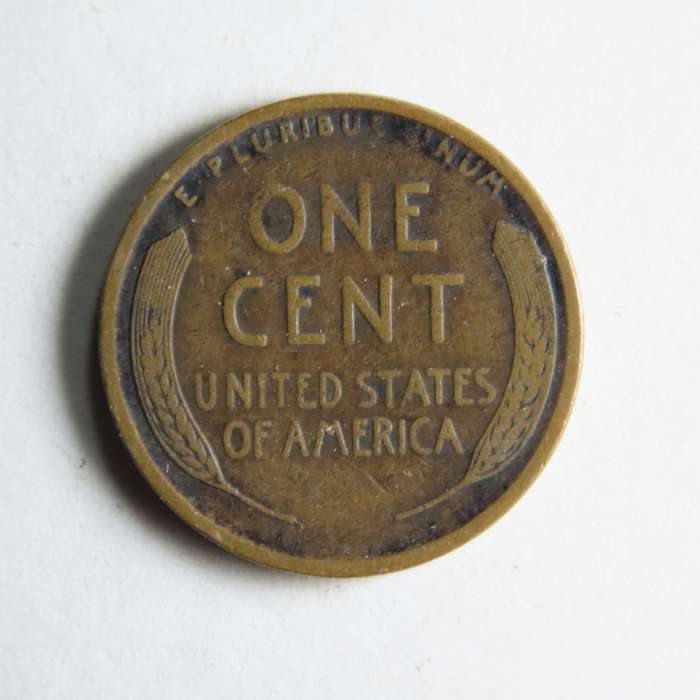 E PLURIBUS UNUM
ONE
CENT
UNITED STATES
OF AMERICA